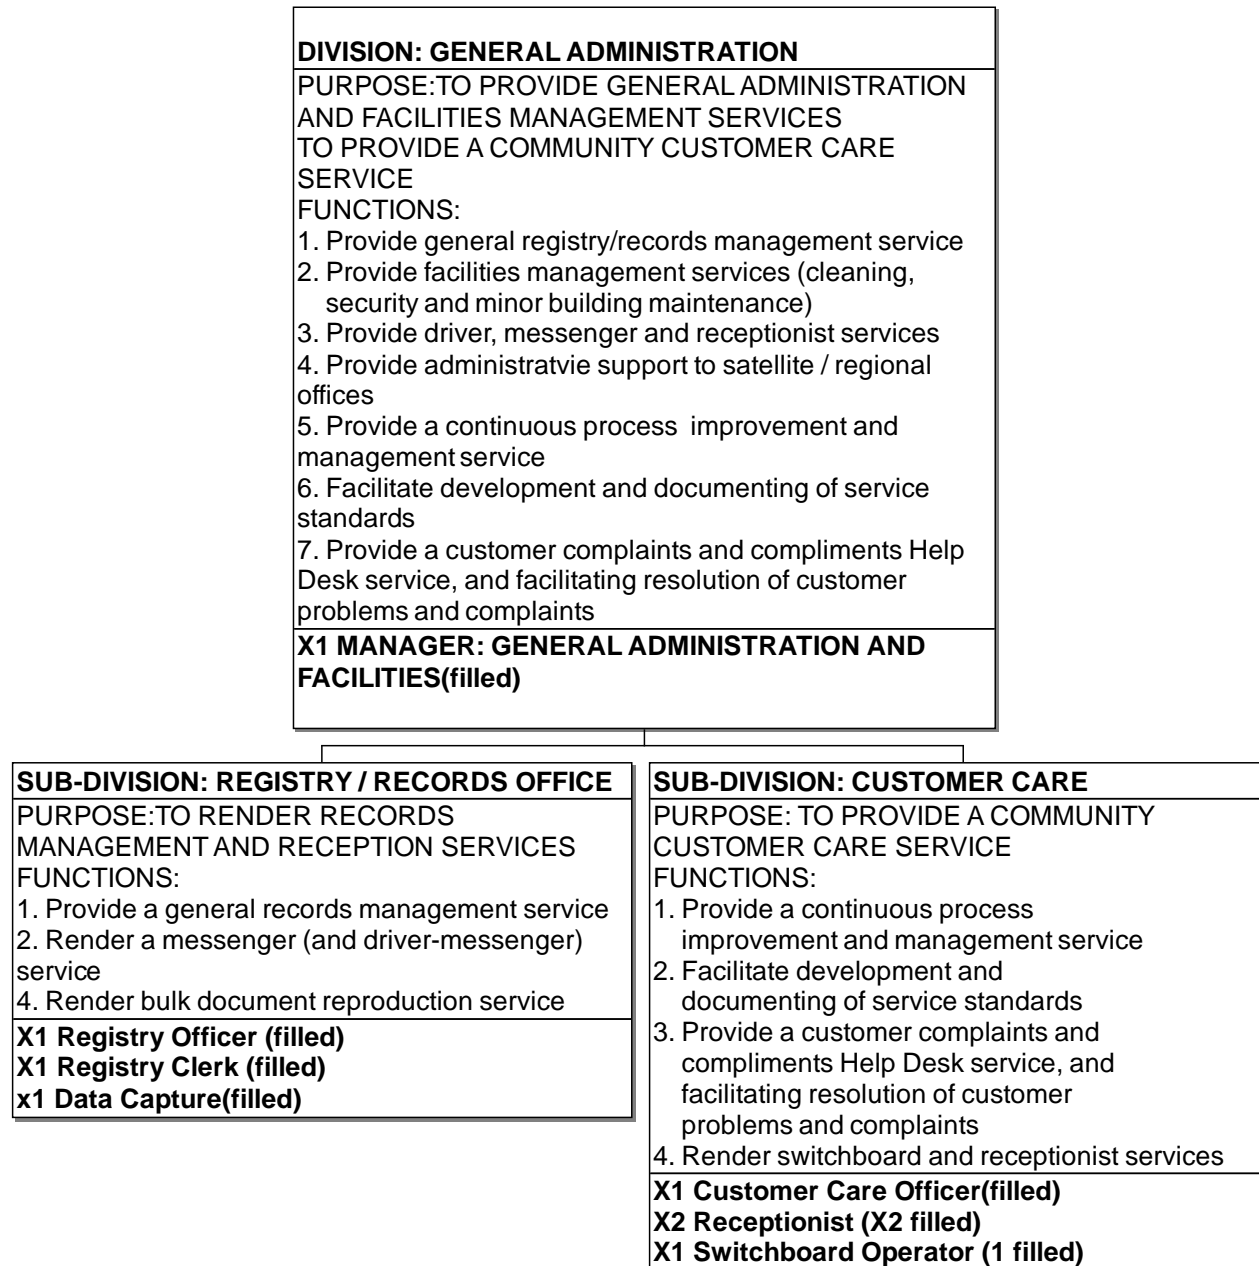 DIVISION: GENERAL ADMINISTRATION
PURPOSE:TO PROVIDE GENERAL ADMINISTRATION
AND FACILITIES MANAGEMENT SERVICES
TO PROVIDE A COMMUNITY CUSTOMER CARE
SERVICE
FUNCTIONS:
1. Provide general registry/records management service
2. Provide facilities management services (cleaning,
security and minor building maintenance)
3. Provide driver, messenger and receptionist services
4. Provide administratvie support to satellite / regional
offices
5. Provide a continuous process  improvement and
management service
6. Facilitate development and documenting of service
standards
7. Provide a customer complaints and compliments Help
Desk service, and facilitating resolution of customer
problems and complaints
X1 MANAGER: GENERAL ADMINISTRATION AND
FACILITIES(filled)
SUB-DIVISION: REGISTRY / RECORDS OFFICE
PURPOSE:TO RENDER RECORDS
MANAGEMENT AND RECEPTION SERVICES
FUNCTIONS:
1. Provide a general records management service
2. Render a messenger (and driver-messenger)
service
4. Render bulk document reproduction service
X1 Registry Officer (filled)
X1 Registry Clerk (filled)
x1 Data Capture(filled)
SUB-DIVISION: CUSTOMER CARE
PURPOSE: TO PROVIDE A COMMUNITY
CUSTOMER CARE SERVICE
FUNCTIONS:
1. Provide a continuous process
improvement and management service
2. Facilitate development and
documenting of service standards
3. Provide a customer complaints and
compliments Help Desk service, and
facilitating resolution of customer
problems and complaints
4. Render switchboard and receptionist services
X1 Customer Care Officer(filled)
X2 Receptionist (X2 filled)
X1 Switchboard Operator (1 filled)